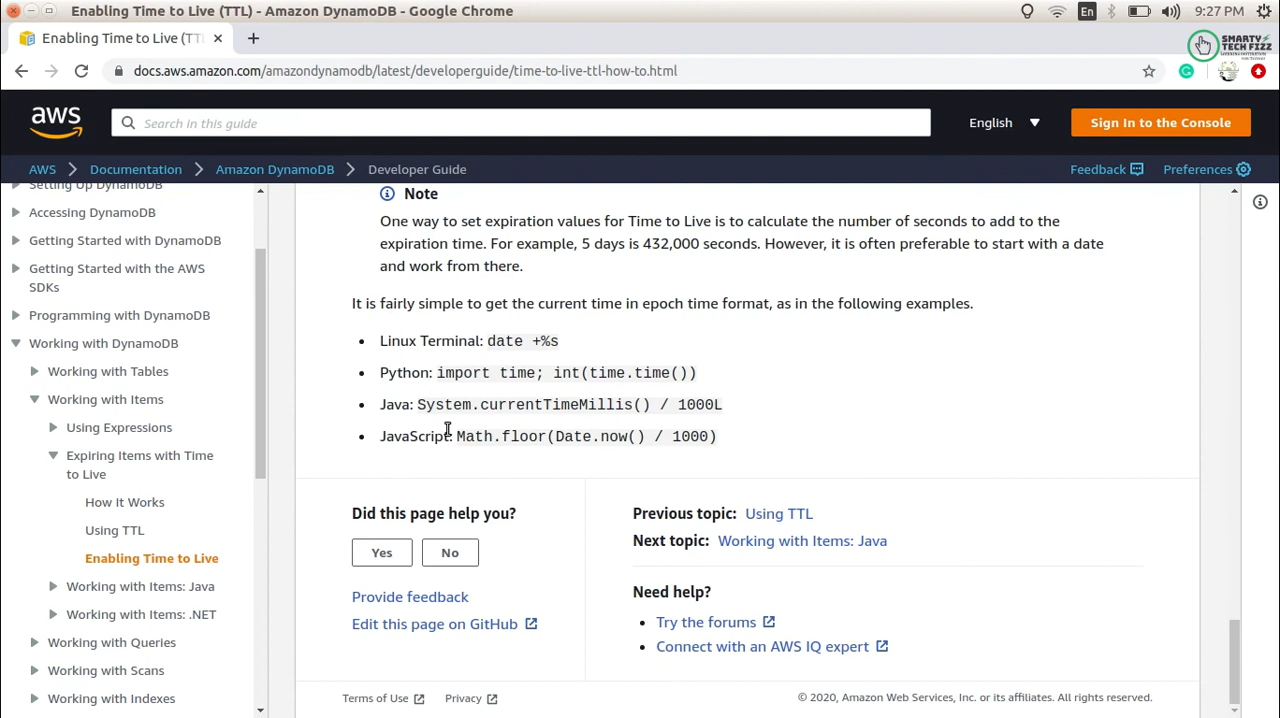 Enabling Time to Live (TTL) - Amazon DynamoDB - Google Chrome
En
9:27 PM
Enabling Time to Live (TTL
SMARTY
TECH FIZZ
docs.aws.amazon.com/amazondynamodb/latest/developerguide/time-to-live-ttl-how-to.html
aws
Search in this guide
English
Sign In to the Console
AWS
Documentation
Amazon DynamoDB
Developer Guide
Feedback
Preferences
Setting Up DynamoDB
Accessing DynamoDB
Getting Started with DynamoDB
Getting Started with the AWS
SDKs
Programming with DynamoDB
Working with DynamoDB
Working with Tables
Working with Items
Using Expressions
Expiring Items with Time
to Live
How It Works
Using TTL
Enabling Time to Live
Working with Items: Java
Working with Items: .NET
Working with Queries
Working with Scans
Working with Indexes
Note
One way to set expiration values for Time to Live is to calculate the number of seconds to add to the
expiration time. For example, 5 days is 432,000 seconds. However, it is often preferable to start with a date
and work from there.
It is fairly simple to get the current time in epoch time format, as in the following examples.
• Linux Terminal: date +%s
• Python: import time; int(time.time())
• Java: System.currentTimeMillis() / 1000L
• JavaScript: Math.floor(Date.now() / 1000)
Did this page help you?
Yes
No
Provide feedback
Edit this page on GitHub
Previous topic: Using TTL
Next topic: Working with Items: Java
Need help?
• Try the forums
• Connect with an AWS IQ expert
Terms of Use
Privacy
© 2020, Amazon Web Services, Inc. or its affiliates. All rights reserved.